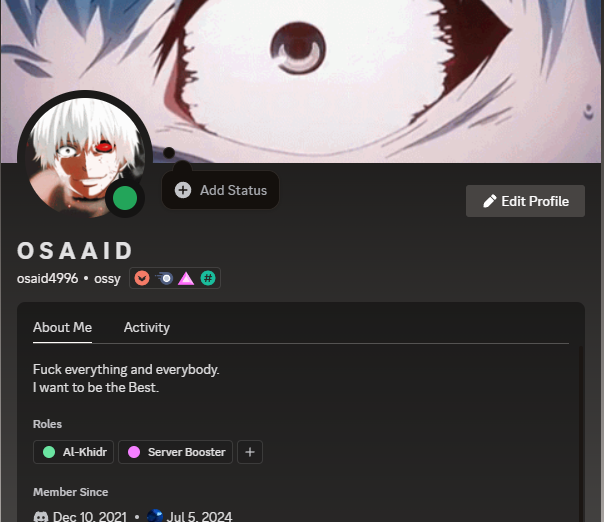 Add Status
Edit Profile
O S A A I D
osaid4996 • ossy
About Me Activity
Fuck everything and everybody.
I want to be the Best.
Roles
Al-Khidr Server Booster
Member Since
Dec 10, 2021 • Jul 5, 2024